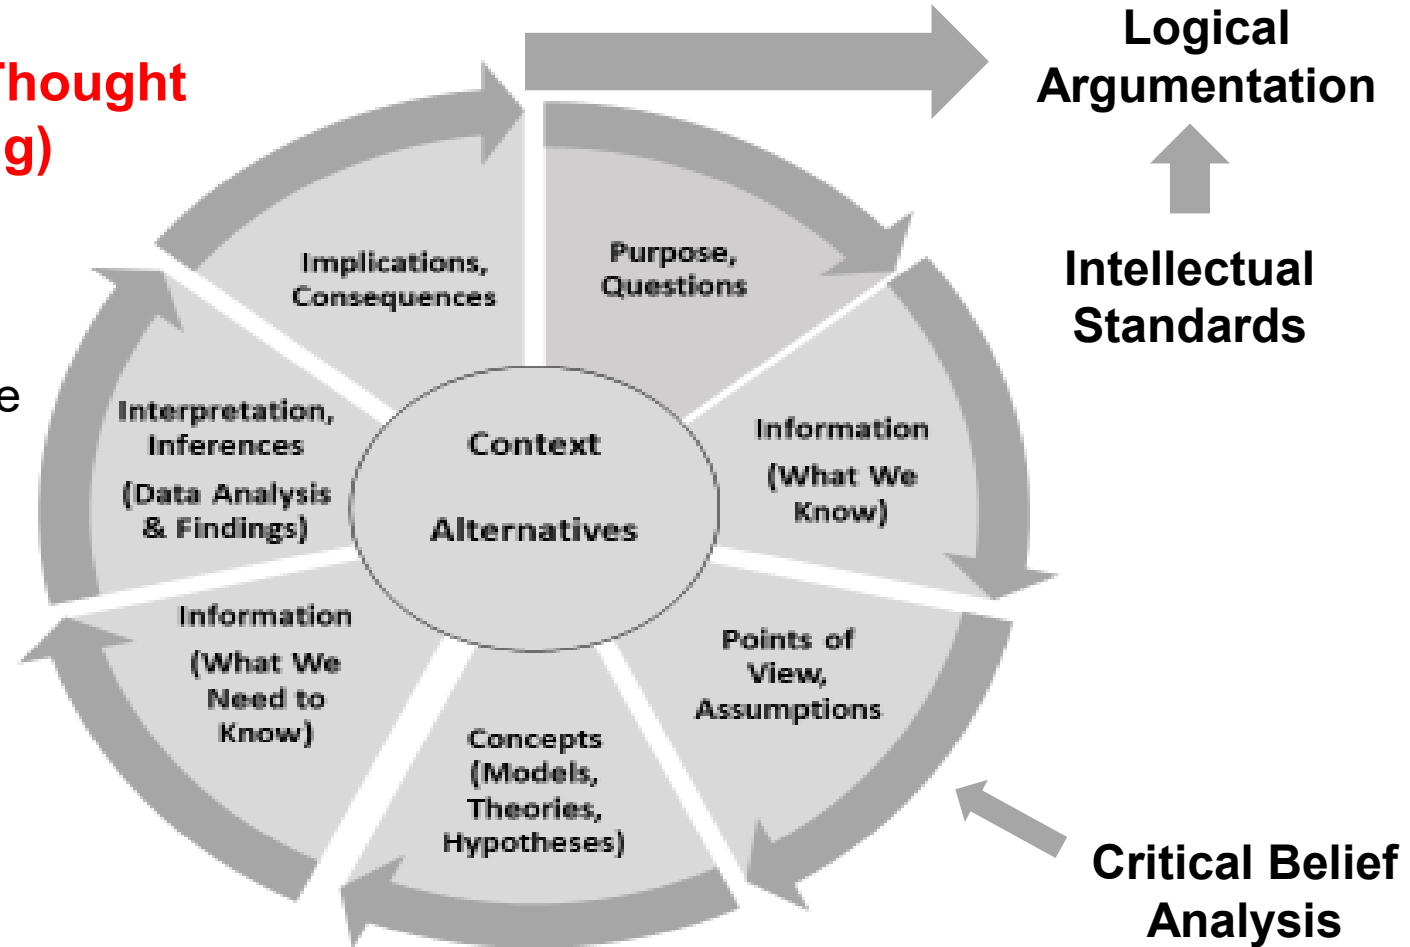 Thought
g)
e
Logical
Argumentation
Intellectual
Standards
Purpose,
Questions
Information
(What We
Know)
Points of
View,
Assumptions
Concepts
(Models,
Theories,
Hypotheses)
Information
(What We
Need to
Know)
Interpretation,
Inferences
(Data Analysis
& Findings)
Implications,
Consequences
Context
Alternatives
Critical Belief
Analysis